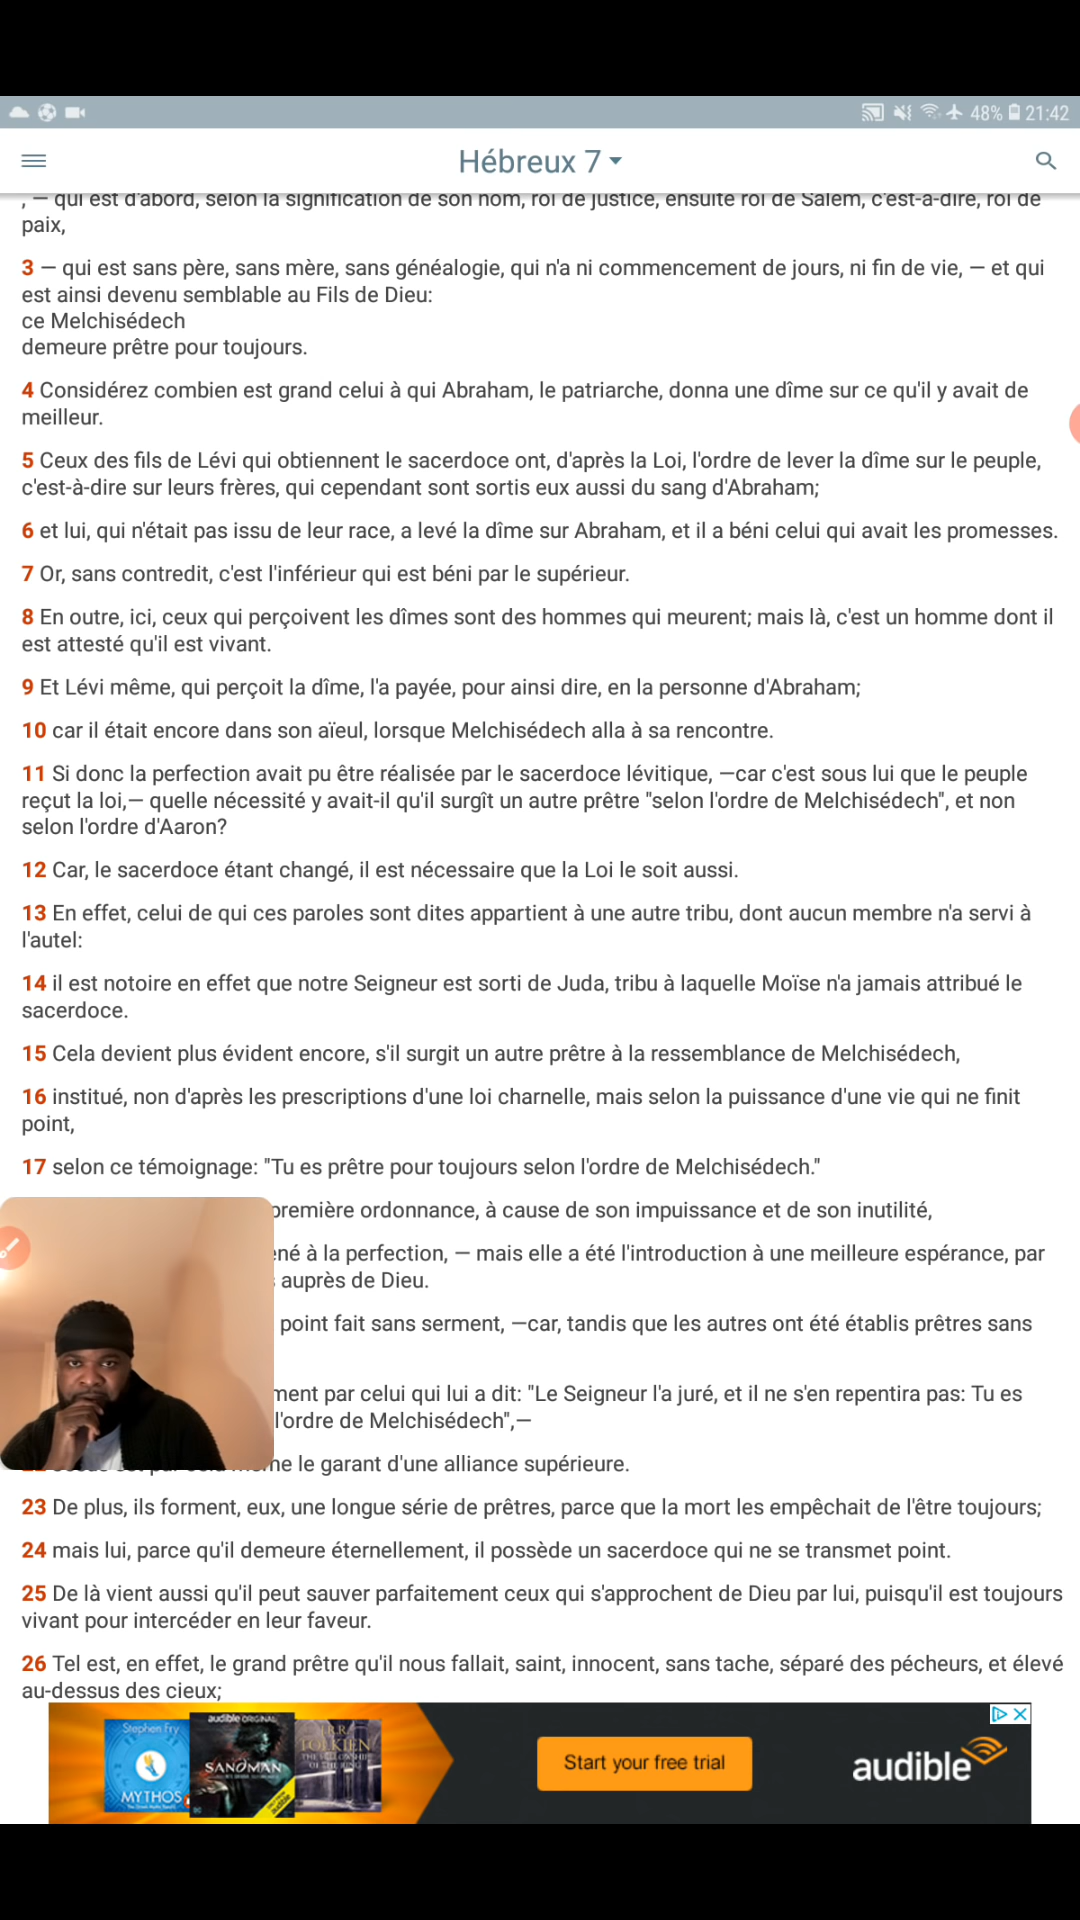 48% 21:42
Hébreux 7
, — qui est d'abord, selon la signification de son nom, roi de justice, ensuite roi de Salem, c'est-à-dire, roi de
paix,
3 — qui est sans père, sans mère, sans généalogie, qui n'a ni commencement de jours, ni fin de vie, — et qui
est ainsi devenu semblable au Fils de Dieu:
ce Melchisédech
demeure prêtre pour toujours.
4 Considérez combien est grand celui à qui Abraham, le patriarche, donna une dîme sur ce qu'il y avait de
meilleur.
5 Ceux des fils de Lévi qui obtiennent le sacerdoce ont, d'après la Loi, l'ordre de lever la dîme sur le peuple,
c'est-à-dire sur leurs frères, qui cependant sont sortis eux aussi du sang d'Abraham;
6 et lui, qui n'était pas issu de leur race, a levé la dîme sur Abraham, et il a béni celui qui avait les promesses.
7 Or, sans contredit, c'est l'inférieur qui est béni par le supérieur.
8 En outre, ici, ceux qui perçoivent les dîmes sont des hommes qui meurent; mais là, c'est un homme dont il
est attesté qu'il est vivant.
9 Et Lévi même, qui perçoit la dîme, l'a payée, pour ainsi dire, en la personne d'Abraham;
10 car il était encore dans son aïeul, lorsque Melchisédech alla à sa rencontre.
11 Si donc la perfection avait pu être réalisée par le sacerdoce lévitique, —car c'est sous lui que le peuple
reçut la loi,— quelle nécessité y avait-il qu'il surgît un autre prêtre "selon l'ordre de Melchisédech", et non
selon l'ordre d'Aaron?
12 Car, le sacerdoce étant changé, il est nécessaire que la Loi le soit aussi.
13 En effet, celui de qui ces paroles sont dites appartient à une autre tribu, dont aucun membre n'a servi à
l'autel:
14 il est notoire en effet que notre Seigneur est sorti de Juda, tribu à laquelle Moïse n'a jamais attribué le
sacerdoce.
15 Cela devient plus évident encore, s'il surgit un autre prêtre à la ressemblance de Melchisédech,
16 institué, non d'après les prescriptions d'une loi charnelle, mais selon la puissance d'une vie qui ne finit
point,
17 selon ce témoignage: "Tu es prêtre pour toujours selon l'ordre de Melchisédech."
première ordonnance, à cause de son impuissance et de son inutilité,
à la perfection, — mais elle a été l'introduction à une meilleure espérance, par
auprès de Dieu.
point fait sans serment, —car, tandis que les autres ont été établis prêtres sans
par celui qui lui a dit: "Le Seigneur l'a juré, et il ne s'en repentira pas: Tu es
l'ordre de Melchisédech",—
le garant d'une alliance supérieure.
23 De plus, ils forment, eux, une longue série de prêtres, parce que la mort les empêchait de l'être toujours;
24 mais lui, parce qu'il demeure éternellement, il possède un sacerdoce qui ne se transmet point.
25 De là vient aussi qu'il peut sauver parfaitement ceux qui s'approchent de Dieu par lui, puisqu'il est toujours
vivant pour intercéder en leur faveur.
26 Tel est, en effet, le grand prêtre qu'il nous fallait, saint, innocent, sans tache, séparé des pécheurs, et élevé
au-dessus des cieux;
Stephen Fry
MYTHOS
audible ORIGINAL
SANDMAN
TOLKIEN
Start your free trial
audible